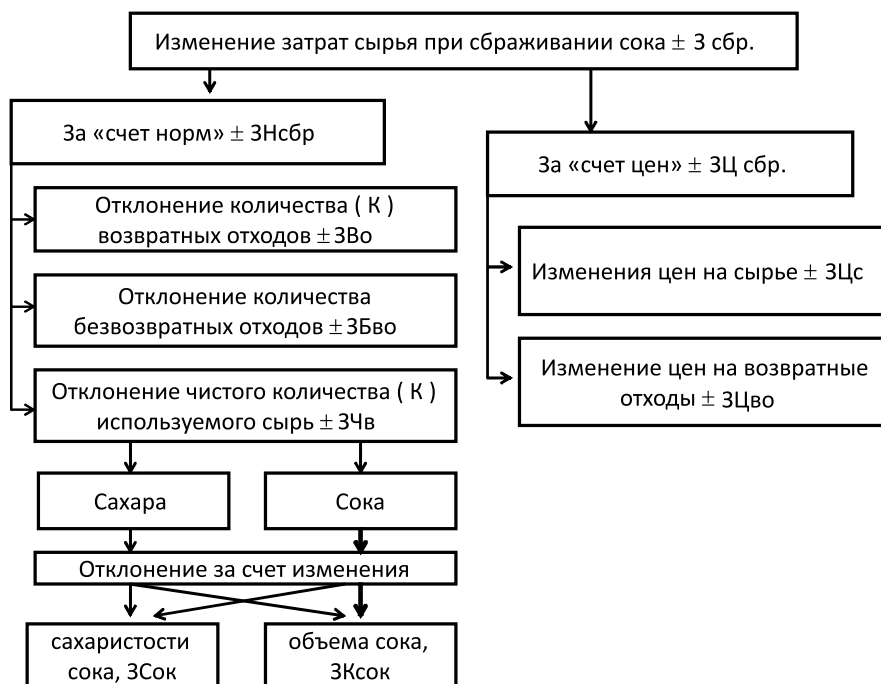 Изменение затрат сырья при сбраживании сока ± З сбр.
За «счет норм» ± ЗНсбр
За «счет цен» ± ЗЦ сбр.
Отклонение количества ( К )
возвратных отходов ± ЗВо
Отклонение количества
безвозвратных отходов ± ЗБво
Отклонение чистого количества ( К )
используемого сырь ± ЗЧв
Изменения цен на сырье ± ЗЦс
Изменение цен на возвратные
отходы ± ЗЦво
Сахара
Сока
Отклонение за счет изменения
сахаристости
сока, ЗСок
объема сока,
ЗКсок